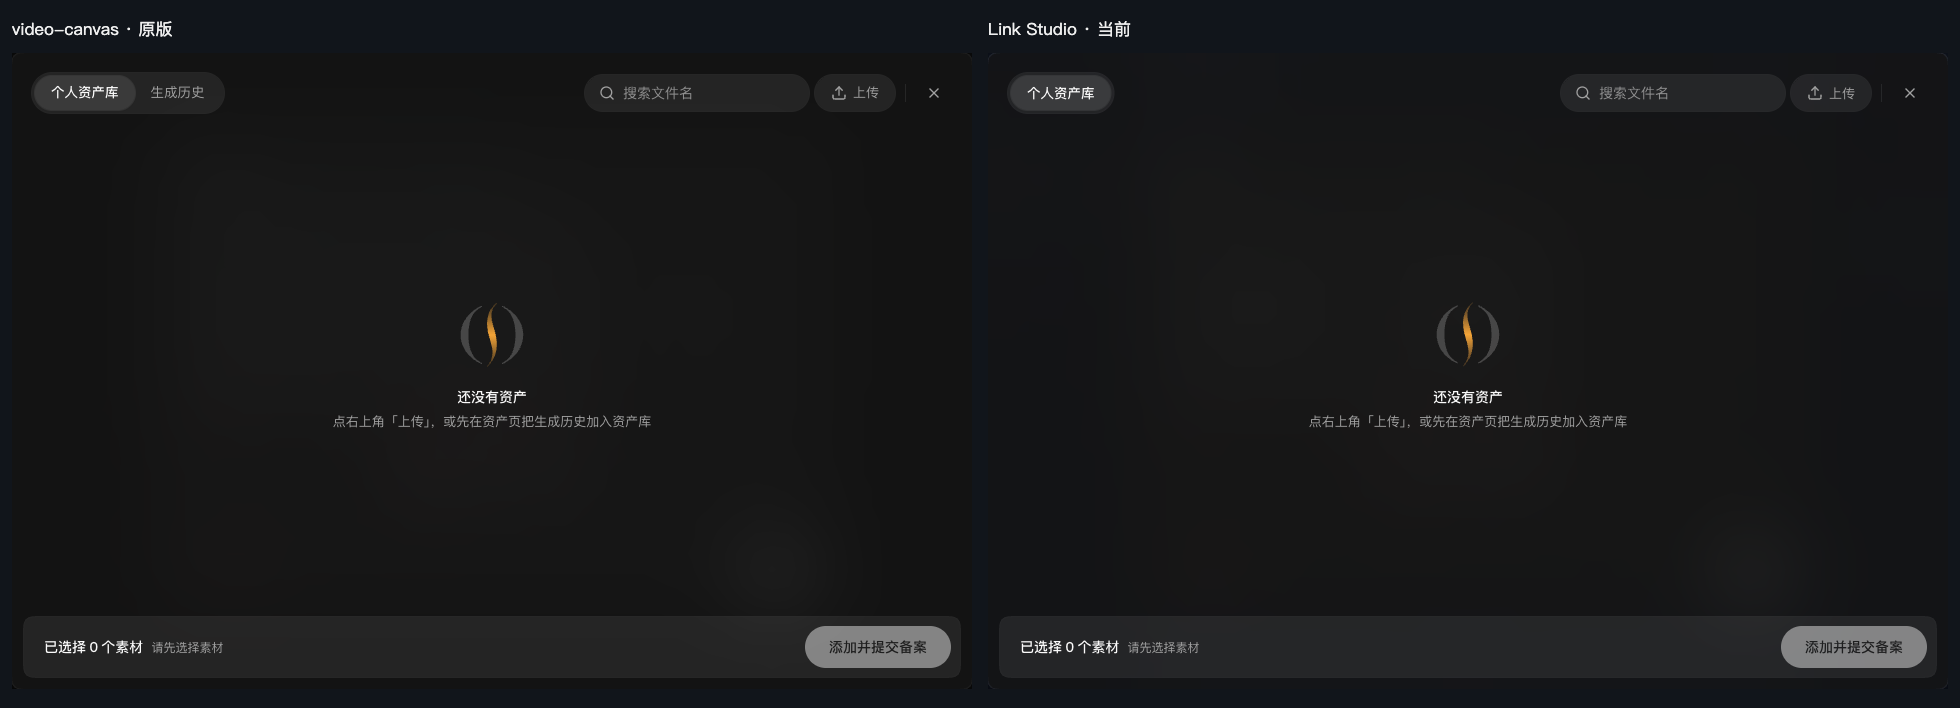 video-canvas · 原版
个人资产库 生成历史 搜索文件名 上传
还没有资产
点右上角「上传」，或先在资产页把生成历史加入资产库
已选择 0 个素材 请先选择素材 添加并提交备案
Link Studio · 当前
个人资产库 搜索文件名 上传
还没有资产
点右上角「上传」，或先在资产页把生成历史加入资产库
已选择 0 个素材 请先选择素材 添加并提交备案